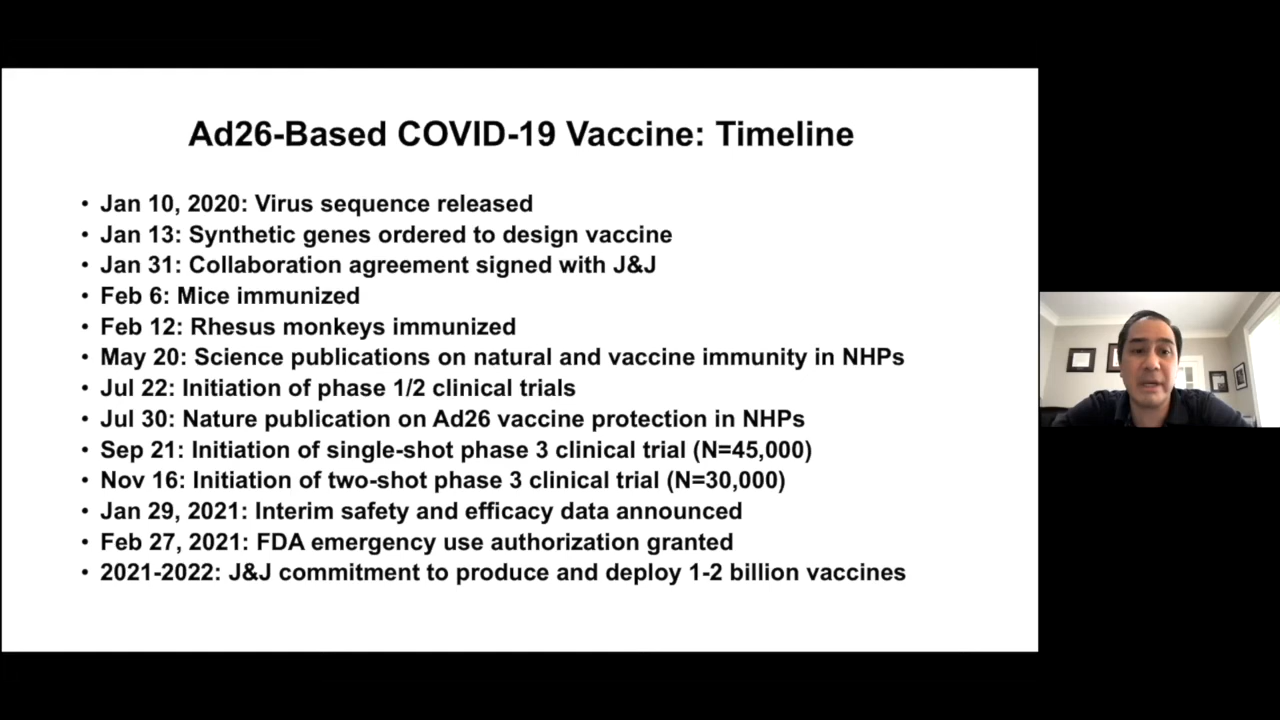 Ad26-Based COVID-19 Vaccine: Timeline
• Jan 10, 2020: Virus sequence released
• Jan 13: Synthetic genes ordered to design vaccine
• Jan 31: Collaboration agreement signed with J&J
• Feb 6: Mice immunized
• Feb 12: Rhesus monkeys immunized
• May 20: Science publications on natural and vaccine immunity in NHPs
• Jul 22: Initiation of phase 1/2 clinical trials
• Jul 30: Nature publication on Ad26 vaccine protection in NHPs
• Sep 21: Initiation of single-shot phase 3 clinical trial (N=45,000)
• Nov 16: Initiation of two-shot phase 3 clinical trial (N=30,000)
• Jan 29, 2021: Interim safety and efficacy data announced
• Feb 27, 2021: FDA emergency use authorization granted
• 2021-2022: J&J commitment to produce and deploy 1-2 billion vaccines